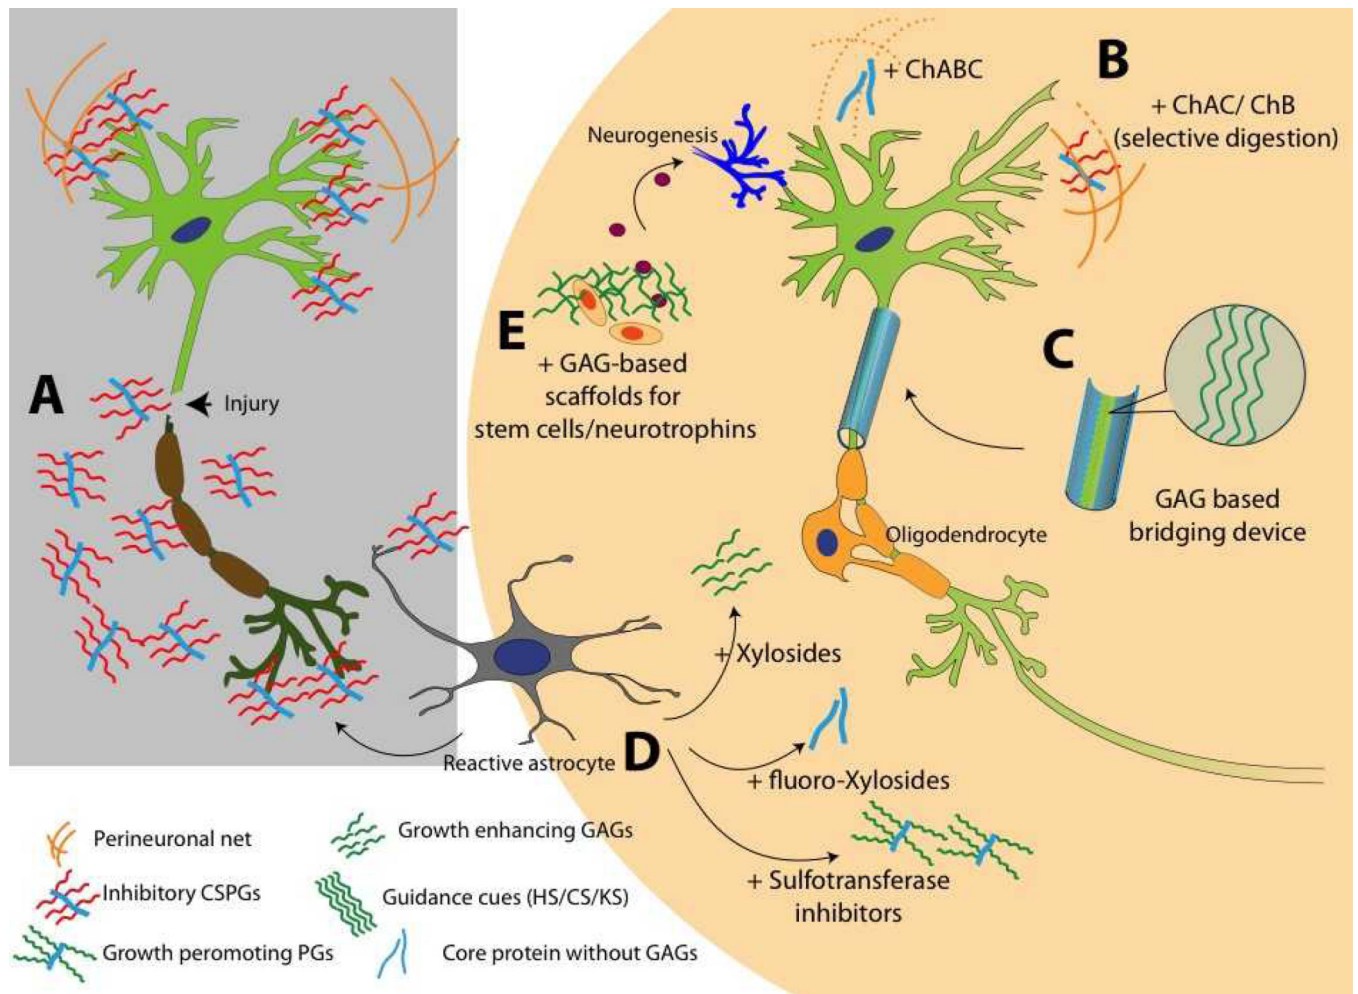 A
Injury
Reactive astrocyte
Neurogenesis
+ ChABC
B
+ ChAC/ ChB
(selective digestion)
E
+ GAG-based
scaffolds for
stem cells/neurotrophins
C
GAG based
bridging device
Oligodendrocyte
D
+ Xylosides
+ fluoro-Xylosides
+ Sulfotransferase
inhibitors
Perineuronal net
Inhibitory CSPGs
Growth peromoting PGs
Growth enhancing GAGs
Guidance cues (HS/CS/KS)
Core protein without GAGs